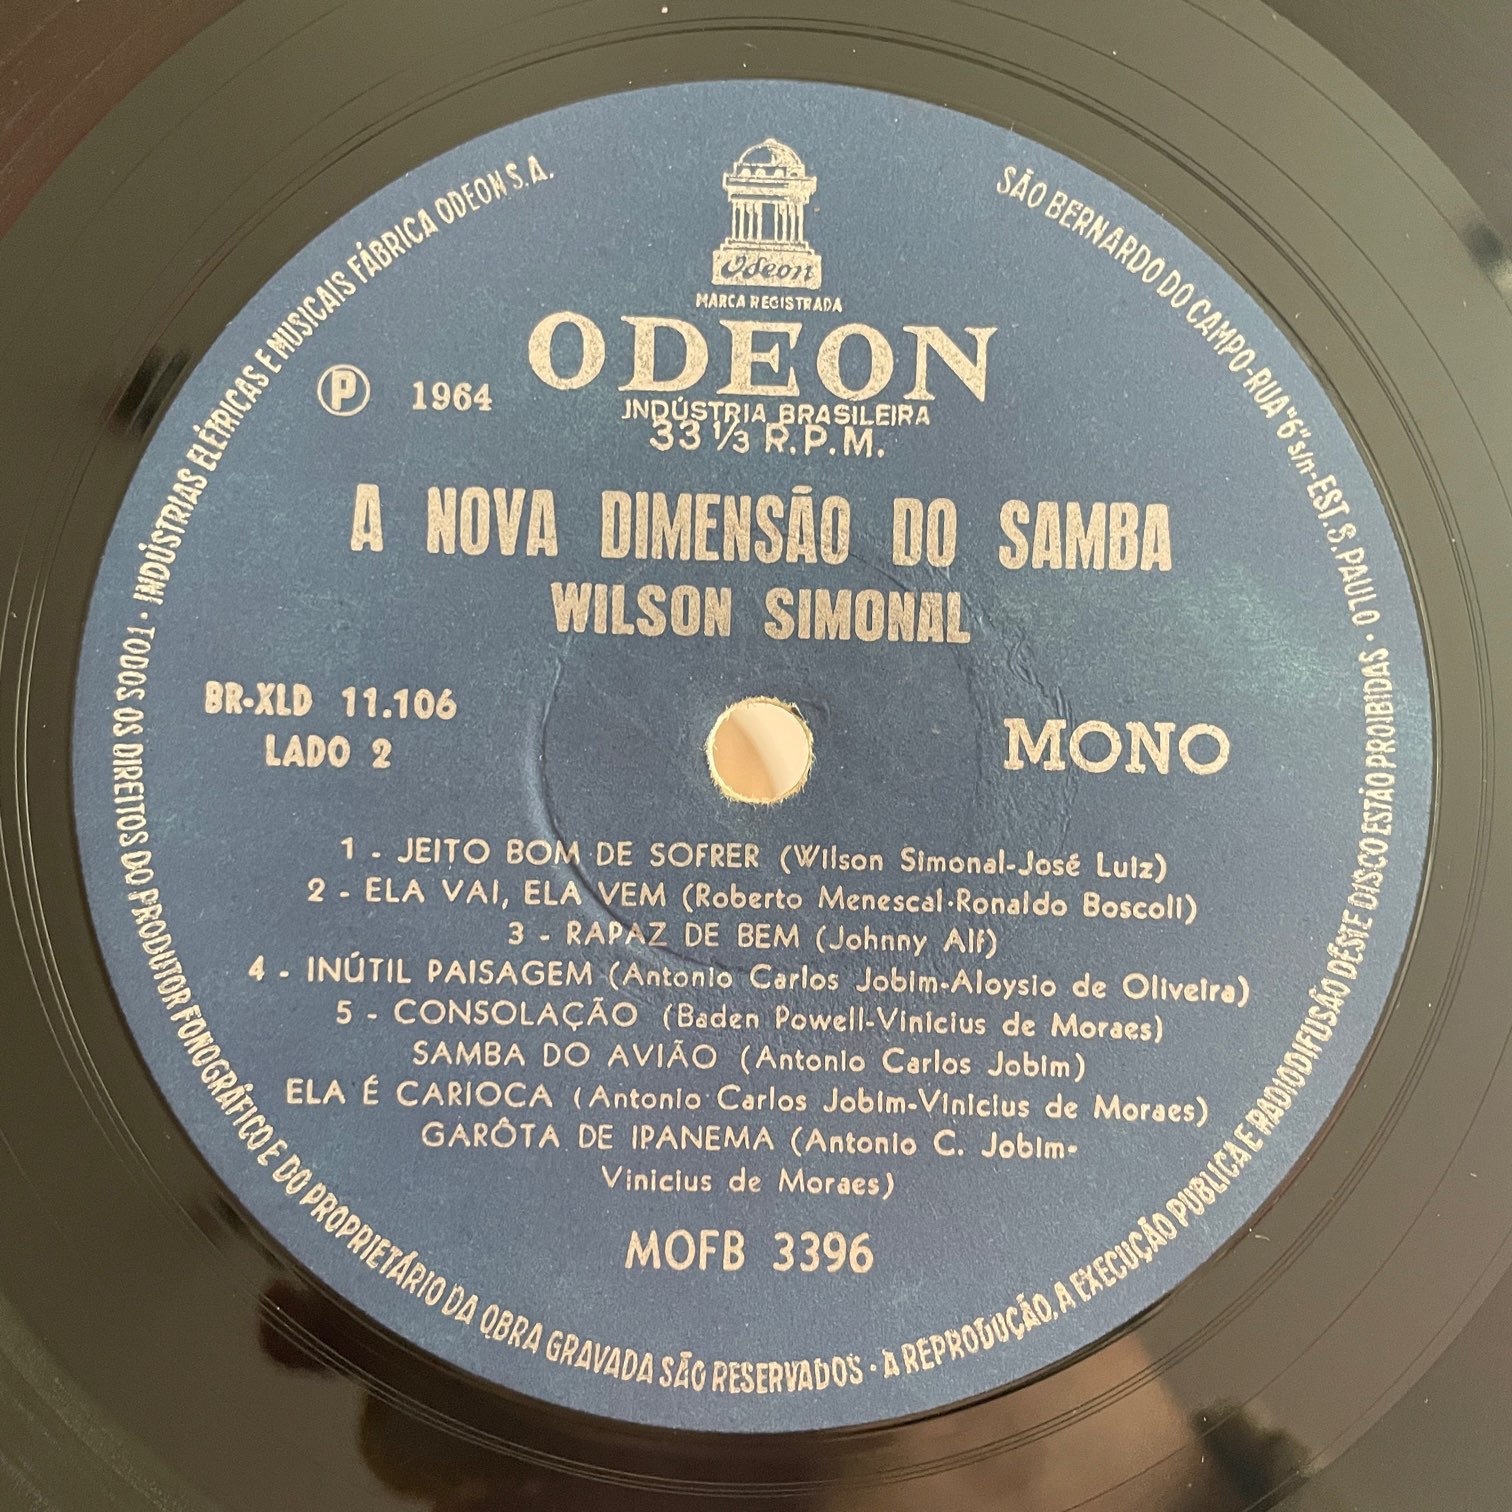 Odeon
MARCA REGISTRADA
ODEON
INDÚSTRIA BRASILEIRA
33 1/3 R.P.M.
Ⓟ 1964
A NOVA DIMENSÃO DO SAMBA
WILSON SIMONAL
BR-XLD 11.106
LADO 2
MONO
1 - JEITO BOM DE SOFRER (Wilson Simonal-José Luiz)
2 - ELA VAI, ELA VEM (Roberto Menescal-Ronaldo Boscoli)
3 - RAPAZ DE BEM (Johnny Alf)
4 - INÚTIL PAISAGEM (Antonio Carlos Jobim-Aloysio de Oliveira)
5 - CONSOLAÇÃO (Baden Powell-Vinicius de Moraes)
SAMBA DO AVIÃO (Antonio Carlos Jobim)
ELA É CARIOCA (Antonio Carlos Jobim-Vinicius de Moraes)
GARÔTA DE IPANEMA (Antonio C. Jobim-
Vinicius de Moraes)
MOFB 3396
INDÚSTRIAS ELÉTRICAS E MUSICAIS FÁBRICA ODEON S.A.
SÃO BERNARDO DO CAMPO-RUA "6" s/n-EST. S. PAULO ·
TODOS OS DIREITOS DO PRODUTOR FONOGRÁFICO E DO PROPRIETÁRIO DA OBRA GRAVADA SÃO RESERVADOS · A REPRODUÇÃO, A EXECUÇÃO PUBLICA E RADIODIFUSÃO DÊSTE DISCO ESTÃO PROIBIDAS ·